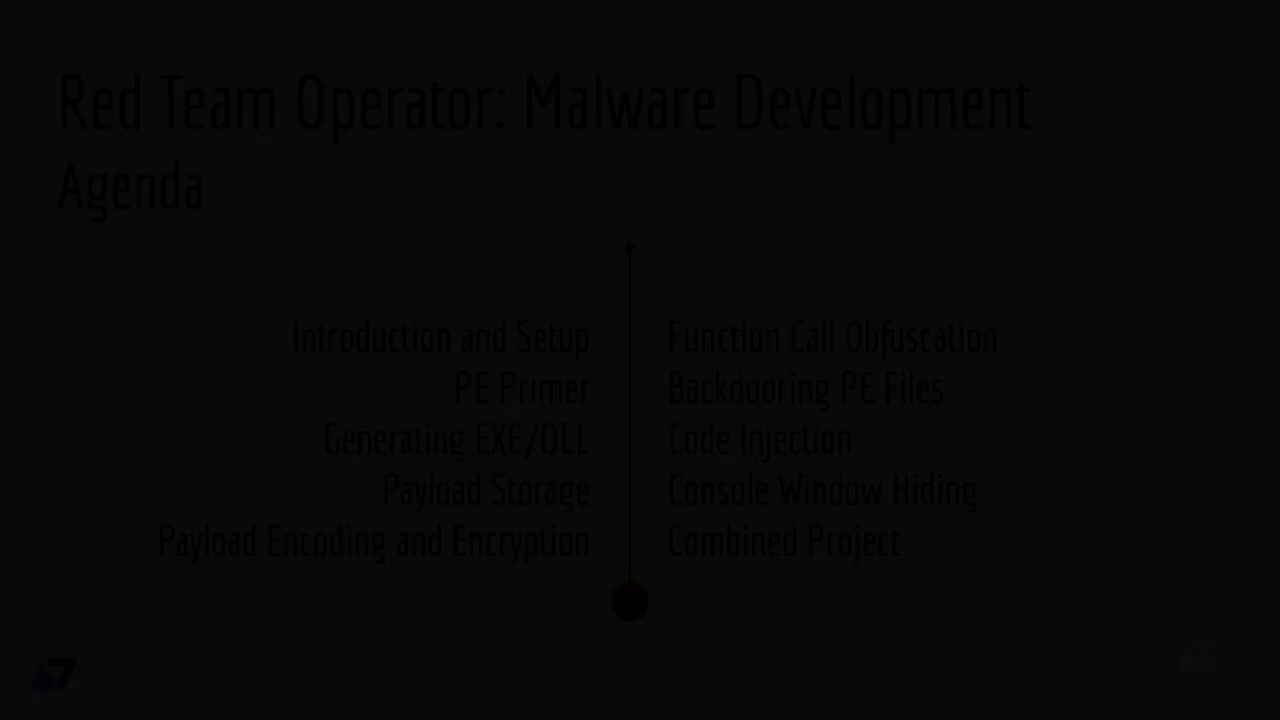 Red Team Operator: Malware Development
Agenda
Introduction and Setup
PE Primer
Generating EXE/DLL
Payload Storage
Payload Encoding and Encryption
Function Call Obfuscation
Backdooring PE Files
Code Injection
Console Window Hiding
Combined Project